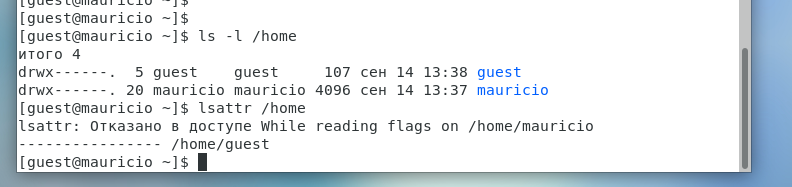 [guest@mauricio ~]$
[guest@mauricio ~]$
[guest@mauricio ~]$ ls -l /home
итого 4
drwx------.  5 guest    guest     107 сен 14 13:38 guest
drwx------. 20 mauricio mauricio 4096 сен 14 13:37 mauricio
[guest@mauricio ~]$ lsattr /home
lsattr: Отказано в доступе While reading flags on /home/mauricio
---------------- /home/guest
[guest@mauricio ~]$